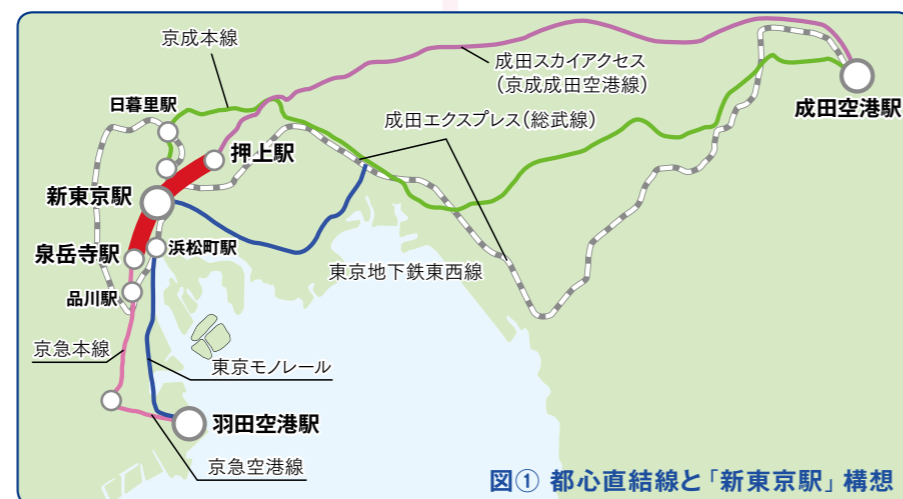 京成本線
成田スカイアクセス
(京成成田空港線)
日暮里駅
成田エクスプレス(総武線)
成田空港駅
押上駅
新東京駅
泉岳寺駅
浜松町駅
東京地下鉄東西線
品川駅
京急本線
東京モノレール
羽田空港駅
京急空港線
図① 都心直結線と「新東京駅」構想